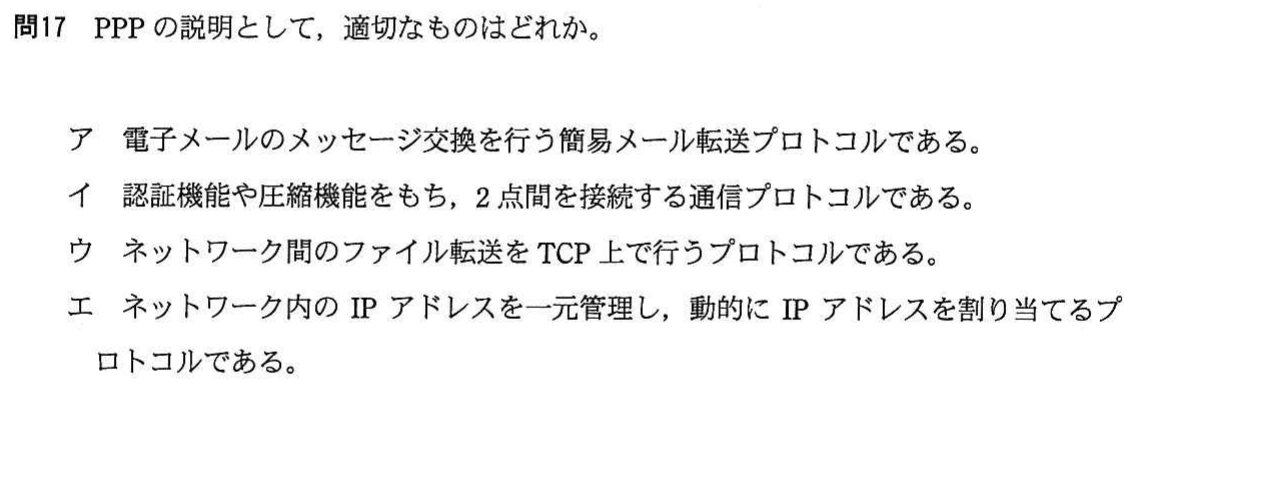 問17 PPP の説明として，適切なものはどれか。
ア 電子メールのメッセージ交換を行う簡易メール転送プロトコルである。
イ 認証機能や圧縮機能をもち，2 点間を接続する通信プロトコルである。
ウ ネットワーク間のファイル転送を TCP 上で行うプロトコルである。
エ ネットワーク内の IP アドレスを一元管理し，動的に IP アドレスを割り当てるプ
ロトコルである。